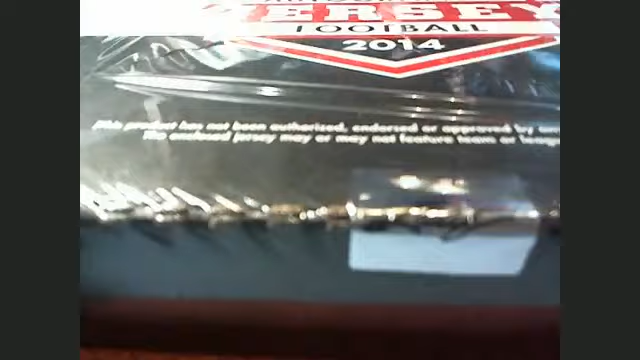 JERSEY
FOOTBALL
2014
This product has not been authorized, endorsed or approved by
The enclosed jersey may or may not feature team or